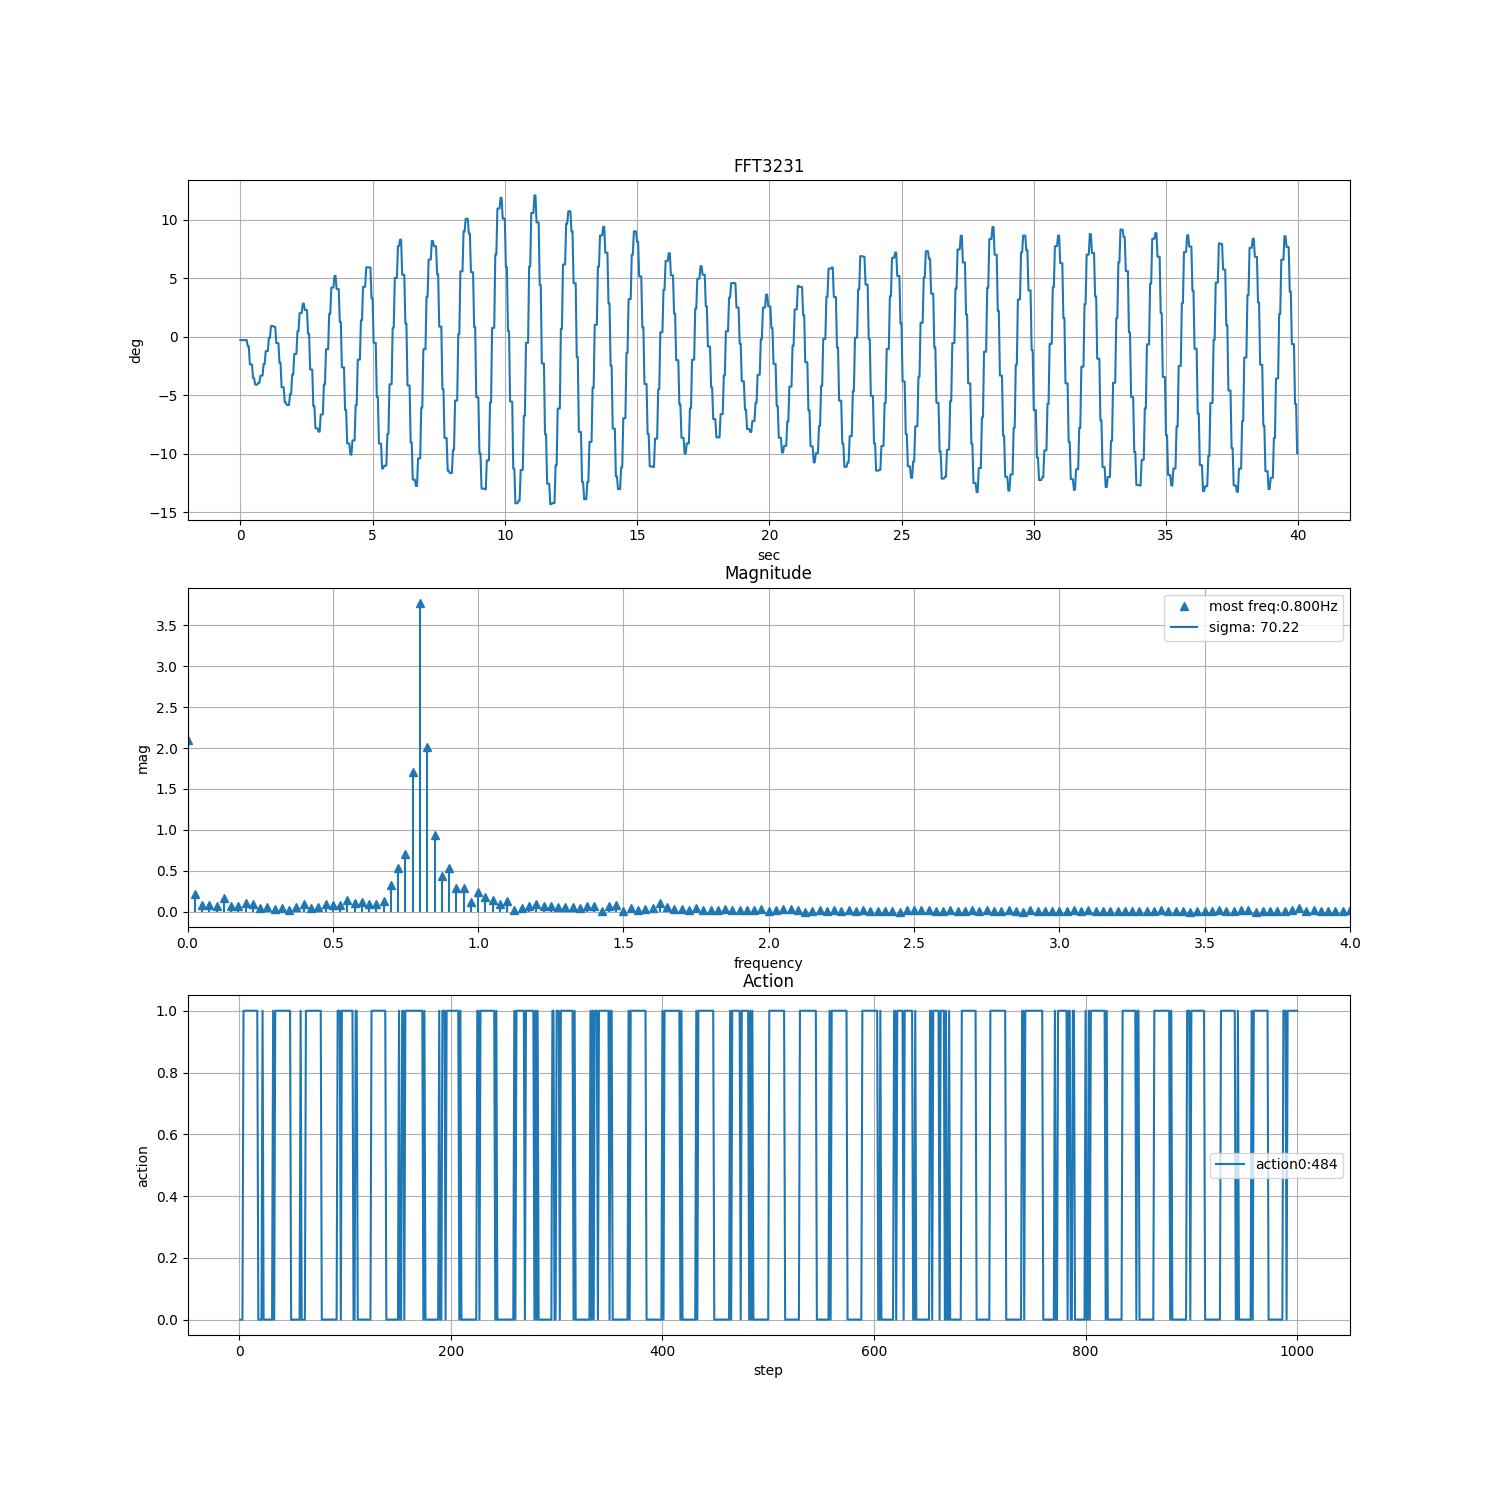 FFT3231
10
5
0
−5
−10
−15
deg
0 5 10 15 20 25 30 35 40
sec
Magnitude
most freq:0.800Hz
sigma: 70.22
3.5
3.0
2.5
2.0
1.5
1.0
0.5
0.0
mag
0.0 0.5 1.0 1.5 2.0 2.5 3.0 3.5 4.0
frequency
Action
1.0
0.8
0.6
0.4
0.2
0.0
action
action0:484
0 200 400 600 800 1000
step